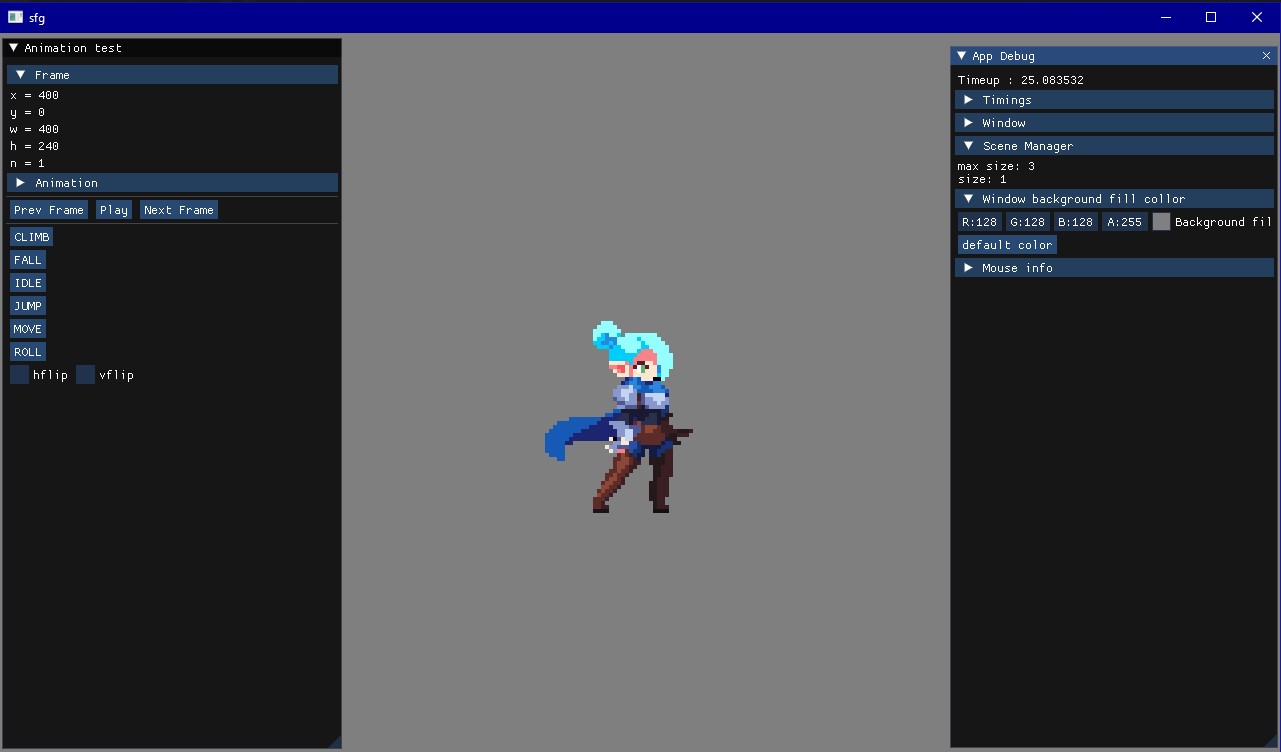 sfg
Animation test
Frame
x = 400
y = 0
w = 400
h = 240
n = 1
Animation
Prev Frame Play Next Frame
CLIMB
FALL
IDLE
JUMP
MOVE
ROLL
hflip vflip
App Debug
Timeup : 25.083532
Timings
Window
Scene Manager
max size: 3
size: 1
Window background fill collor
R:128 G:128 B:128 A:255 Background fil
default color
Mouse info